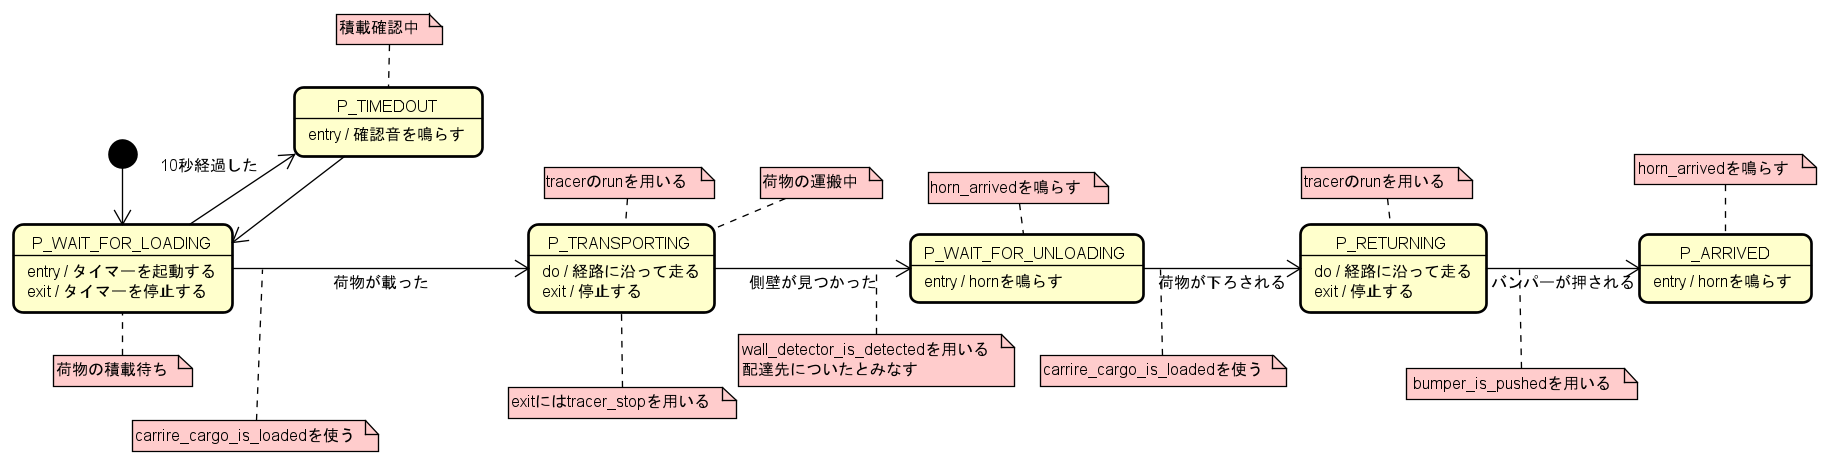 積載確認中
P_TIMEDOUT
entry / 確認音を鳴らす
10秒経過した
P_WAIT_FOR_LOADING
entry / タイマーを起動する
exit / タイマーを停止する
荷物の積載待ち
荷物が載った
carrire_cargo_is_loadedを使う
tracerのrunを用いる
荷物の運搬中
P_TRANSPORTING
do / 経路に沿って走る
exit / 停止する
exitにはtracer_stopを用いる
側壁が見つかった
wall_detector_is_detectedを用いる
配達先についたとみなす
horn_arrivedを鳴らす
P_WAIT_FOR_UNLOADING
entry / hornを鳴らす
荷物が下ろされる
carrire_cargo_is_loadedを使う
tracerのrunを用いる
P_RETURNING
do / 経路に沿って走る
exit / 停止する
バンパーが押される
bumper_is_pushedを用いる
horn_arrivedを鳴らす
P_ARRIVED
entry / hornを鳴らす